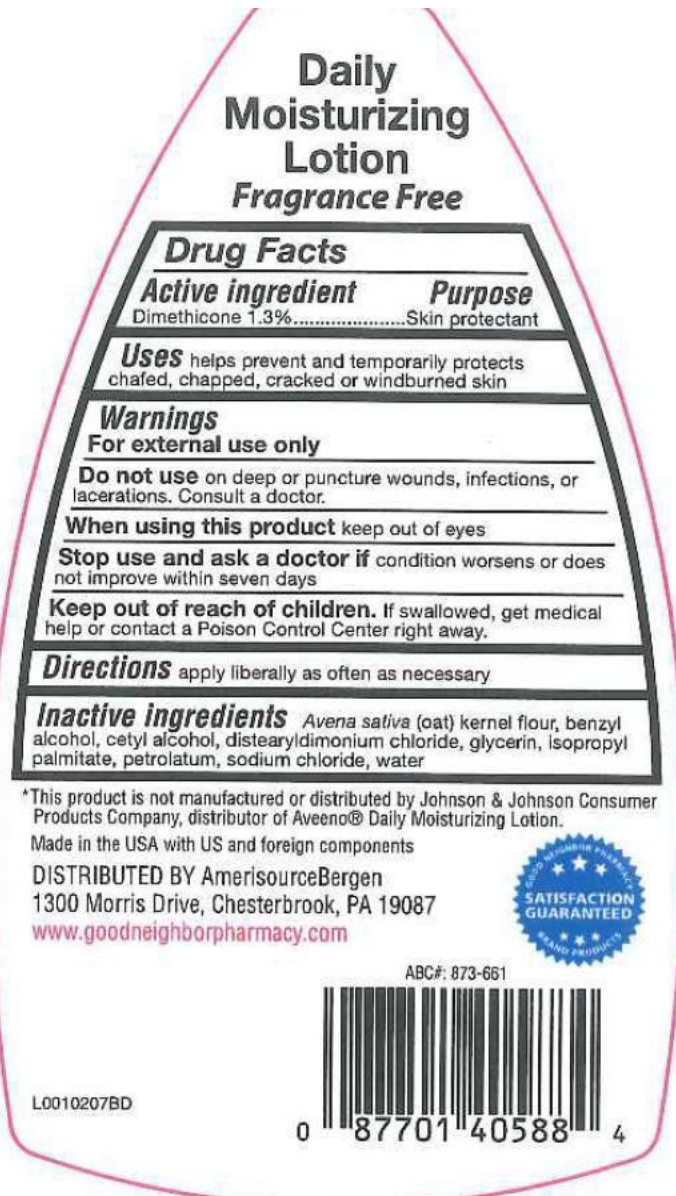 Daily
Moisturizing
Lotion
Fragrance Free
Drug Facts
Active ingredient Purpose
Dimethicone 1.3%......................Skin protectant
Uses helps prevent and temporarily protects
chafed, chapped, cracked or windburned skin
Warnings
For external use only
Do not use on deep or puncture wounds, infections, or
lacerations. Consult a doctor.
When using this product keep out of eyes
Stop use and ask a doctor if condition worsens or does
not improve within seven days
Keep out of reach of children. If swallowed, get medical
help or contact a Poison Control Center right away.
Directions apply liberally as often as necessary
Inactive ingredients Avena sativa (oat) kernel flour, benzyl
alcohol, cetyl alcohol, distearyldimonium chloride, glycerin, isopropyl
palmitate, petrolatum, sodium chloride, water
*This product is not manufactured or distributed by Johnson & Johnson Consumer
Products Company, distributor of Aveeno® Daily Moisturizing Lotion.
Made in the USA with US and foreign components
DISTRIBUTED BY AmerisourceBergen
1300 Morris Drive, Chesterbrook, PA 19087
www.goodneighborpharmacy.com
GOOD NEIGHBOR PHARMACY
SATISFACTION
GUARANTEED
BRAND PRODUCTS
ABC#: 873-661
L0010207BD
0 87701 40588 4